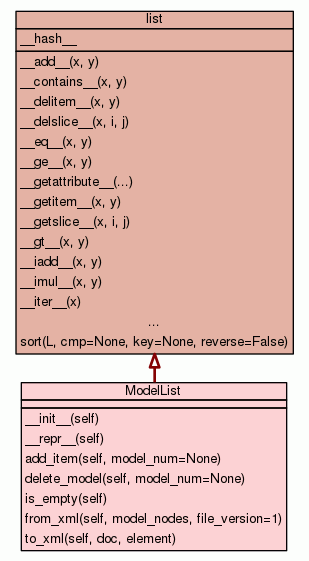 list
__hash__
__add__(x, y)
__contains__(x, y)
__delitem__(x, y)
__delslice__(x, i, j)
__eq__(x, y)
__ge__(x, y)
__getattribute__(...)
__getitem__(x, y)
__getslice__(x, i, j)
__gt__(x, y)
__iadd__(x, y)
__imul__(x, y)
__iter__(x)
...
sort(L, cmp=None, key=None, reverse=False)
ModelList
__init__(self)
__repr__(self)
add_item(self, model_num=None)
delete_model(self, model_num=None)
is_empty(self)
from_xml(self, model_nodes, file_version=1)
to_xml(self, doc, element)